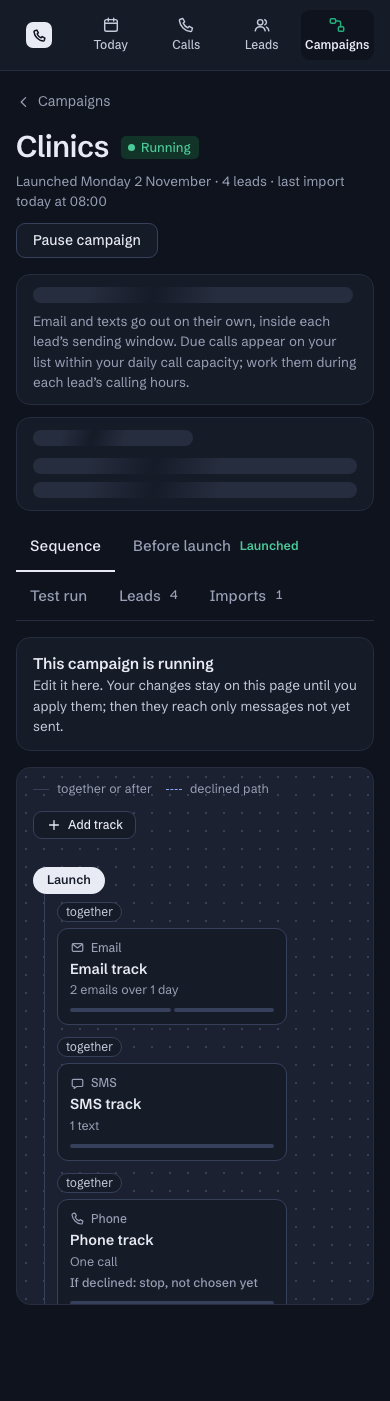 Today
Calls
Leads
Campaigns
Campaigns
Clinics
Running
Launched Monday 2 November · 4 leads · last import
today at 08:00
Pause campaign
Email and texts go out on their own, inside each
lead’s sending window. Due calls appear on your
list within your daily call capacity; work them during
each lead’s calling hours.
Sequence
Before launch Launched
Test run
Leads 4
Imports 1
This campaign is running
Edit it here. Your changes stay on this page until you
apply them; then they reach only messages not yet
sent.
together or after
declined path
Add track
Launch
together
Email
Email track
2 emails over 1 day
together
SMS
SMS track
1 text
together
Phone
Phone track
One call
If declined: stop, not chosen yet